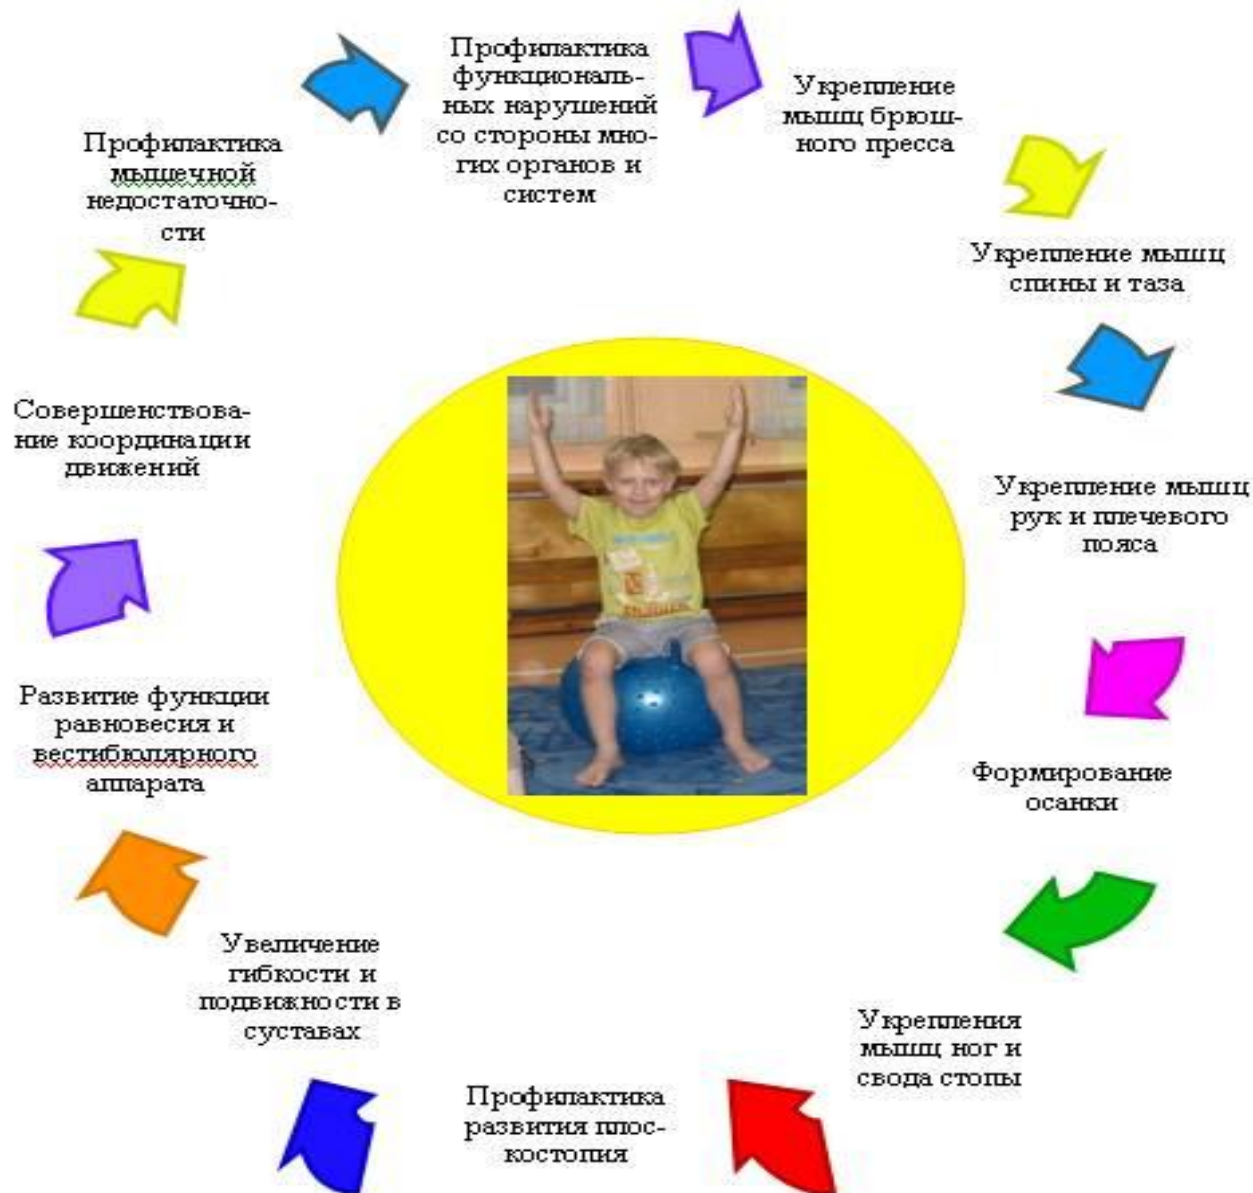 Профилактика
функциональ-
ных нарушений
со стороны мно-
гих органов и
систем
Укрепление
мышц брюш-
ного пресса
Укрепление мышц
спины и таза
Укрепление мышц
рук и плечевого
пояса
Формирование
осанки
Укрепления
мышц ног и
свода стопы
Профилактика
развития плос-
костопия
Увеличение
гибкости и
подвижности в
суставах
Развитие функции
равновесия и
вестибюлярного
аппарата
Совершенствова-
ние координации
движений
Профилактика
мышечной
недостаточно-
сти